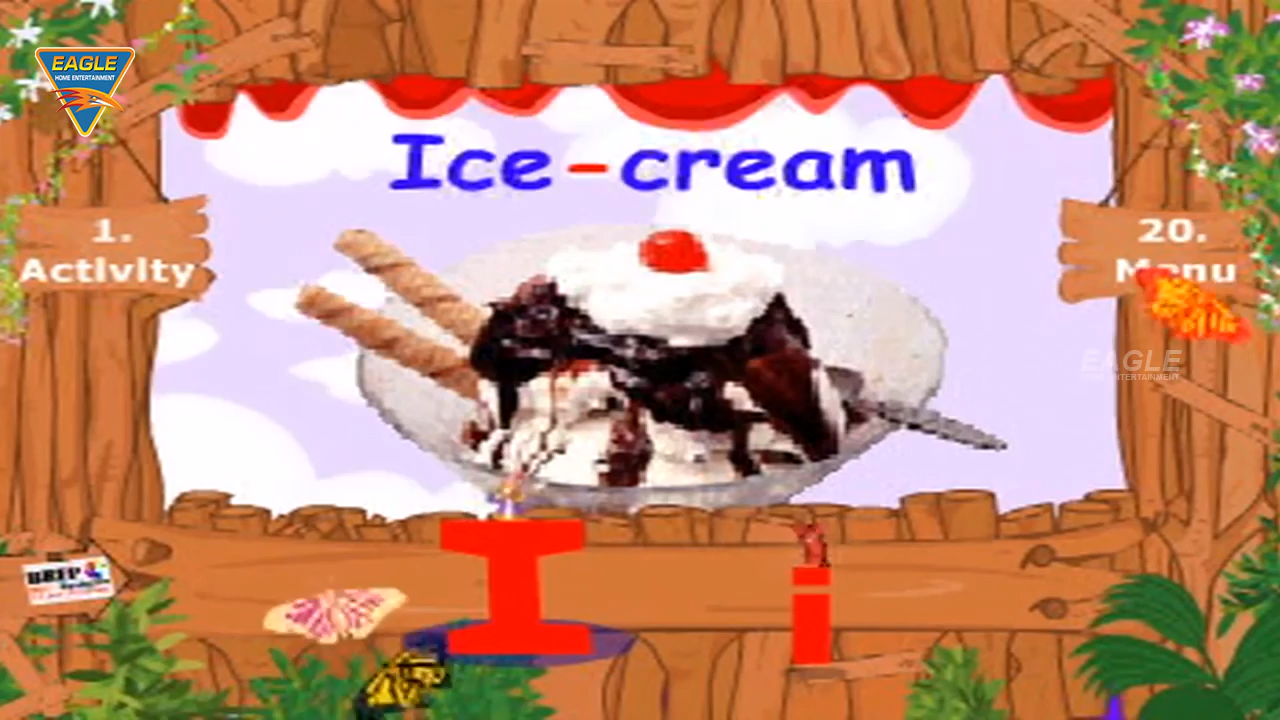 EAGLE
HOME ENTERTAINMENT
Ice-cream
1.
Activity
20.
Menu
EAGLE
HOME ENTERTAINMENT
I i